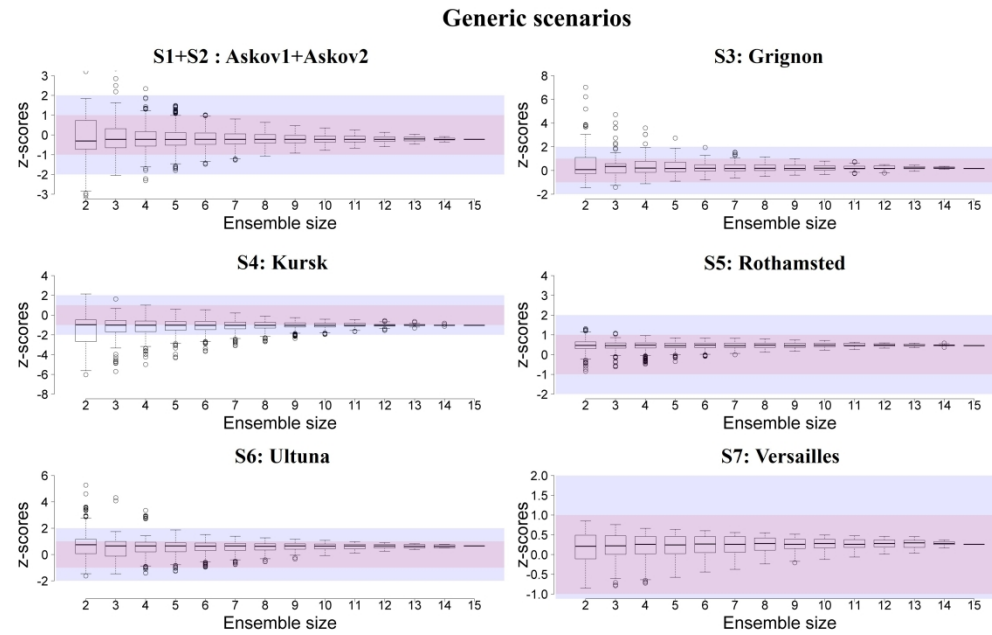 Generic scenarios
S1+S2 : Askov1+Askov2
z-scores
3
2
1
0
-1
-2
-3
2 3 4 5 6 7 8 9 10 11 12 13 14 15
Ensemble size
S3: Grignon
z-scores
8
6
4
2
0
-2
2 3 4 5 6 7 8 9 10 11 12 13 14 15
Ensemble size
S4: Kursk
z-scores
4
2
0
-2
-4
-6
-8
2 3 4 5 6 7 8 9 10 11 12 13 14 15
Ensemble size
S5: Rothamsted
z-scores
4
3
2
1
0
-1
-2
2 3 4 5 6 7 8 9 10 11 12 13 14 15
Ensemble size
S6: Ultuna
z-scores
6
4
2
0
-2
-4
2 3 4 5 6 7 8 9 10 11 12 13 14 15
Ensemble size
S7: Versailles
z-scores
2.0
1.5
1.0
0.5
0.0
-0.5
-1.0
2 3 4 5 6 7 8 9 10 11 12 13 14 15
Ensemble size